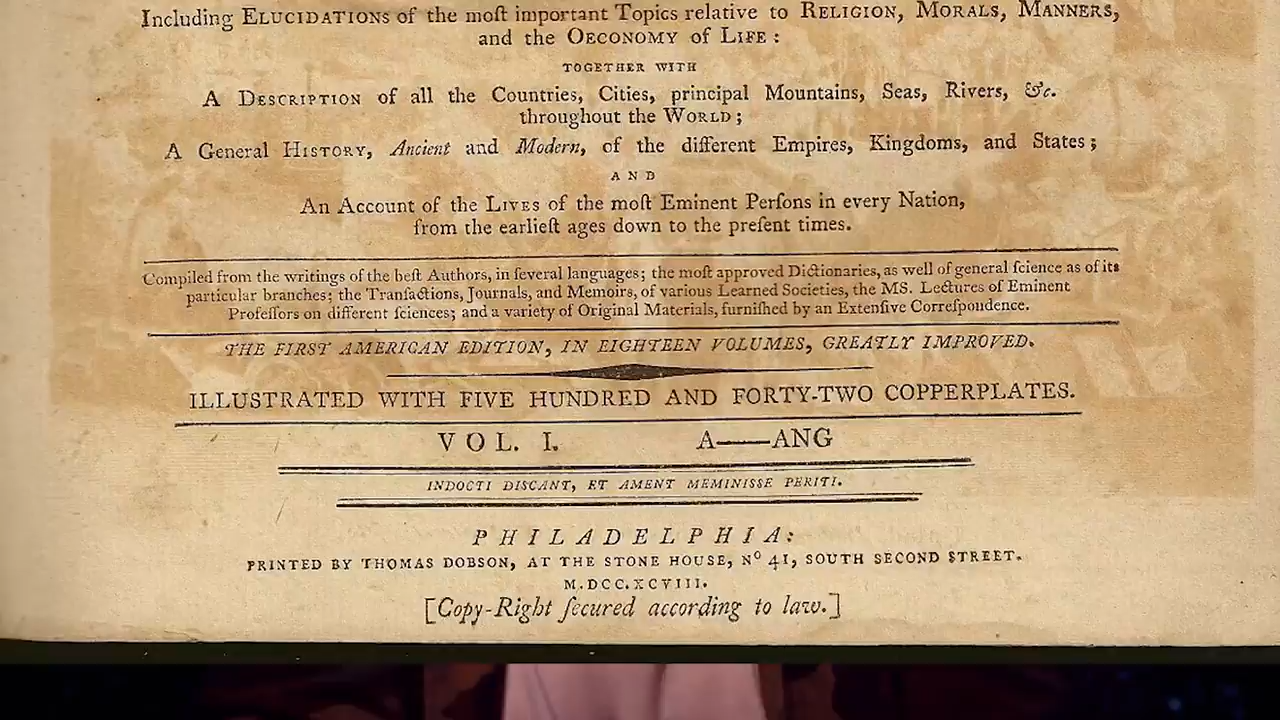 Including ELUCIDATIONS of the moſt important Topics relative to RELIGION, MORALS, MANNERS,
and the OECONOMY of LIFE :
TOGETHER WITH
A DESCRIPTION of all the Countries, Cities, principal Mountains, Seas, Rivers, &c.
throughout the WORLD ;
A General HISTORY, Ancient and Modern, of the different Empires, Kingdoms, and States ;
AND
An Account of the LIVES of the moſt Eminent Perſons in every Nation,
from the earlieſt ages down to the preſent times.
Compiled from the writings of the beſt Authors, in ſeveral languages; the moſt approved Dictionaries, as well of general ſcience as of its
particular branches; the Tranſactions, Journals, and Memoirs, of various Learned Societies, the MS. Lectures of Eminent
Profeſſors on different ſciences; and a variety of Original Materials, furniſhed by an Extenſive Correſpondence.
THE FIRST AMERICAN EDITION, IN EIGHTEEN VOLUMES, GREATLY IMPROVED.
ILLUSTRATED WITH FIVE HUNDRED AND FORTY-TWO COPPERPLATES.
VOL. I. A——ANG
INDOCTI DISCANT, ET AMENT MEMINISSE PERITI.
PHILADELPHIA:
PRINTED BY THOMAS DOBSON, AT THE STONE HOUSE, Nº 41, SOUTH SECOND STREET.
M.DCC.XCVIII.
[Copy-Right ſecured according to law.]